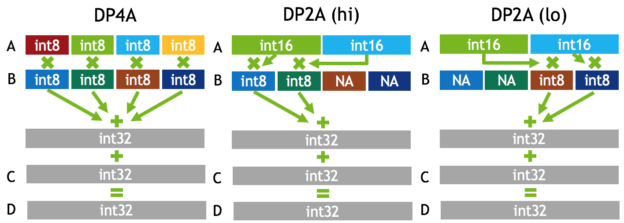 DP4A
DP2A (hi)
DP2A (lo)
A int8 int8 int8 int8
A int16 int16
A int16 int16
B int8 int8 int8 int8
B int8 int8 NA NA
B NA NA int8 int8
+ + +
int32 int32 int32
+ + +
C int32
C int32
C int32
= = =
D int32
D int32
D int32